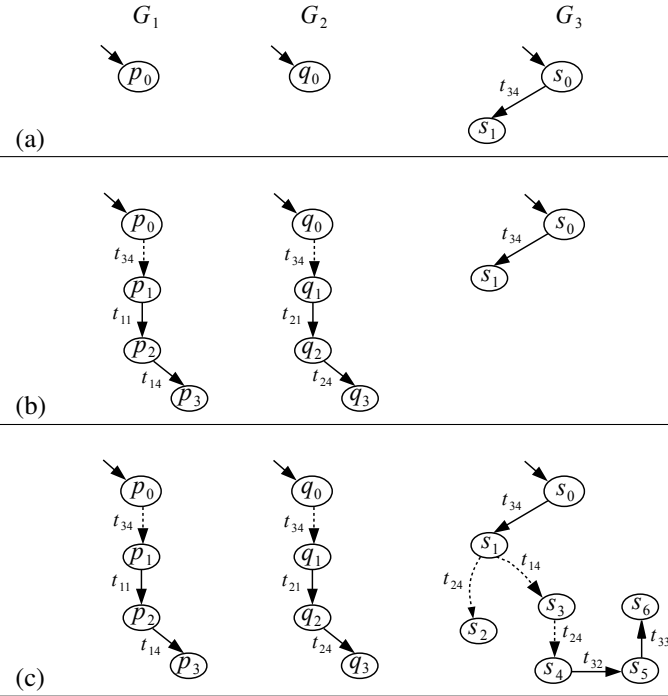 G1 G2 G3
p0 q0 s0
t34
s1
(a)
p0 q0 s0
t34 t34 t34
s1
p1 q1
t11 t21
p2 q2
t14 t24
p3 q3
(b)
p0 q0 s0
t34 t34 t34
s1
p1 q1
t24 t14
t11 t21
s3 s6
p2 q2 s2
t14 t24 t24 t33
p3 q3 s4 t32 s5
(c)